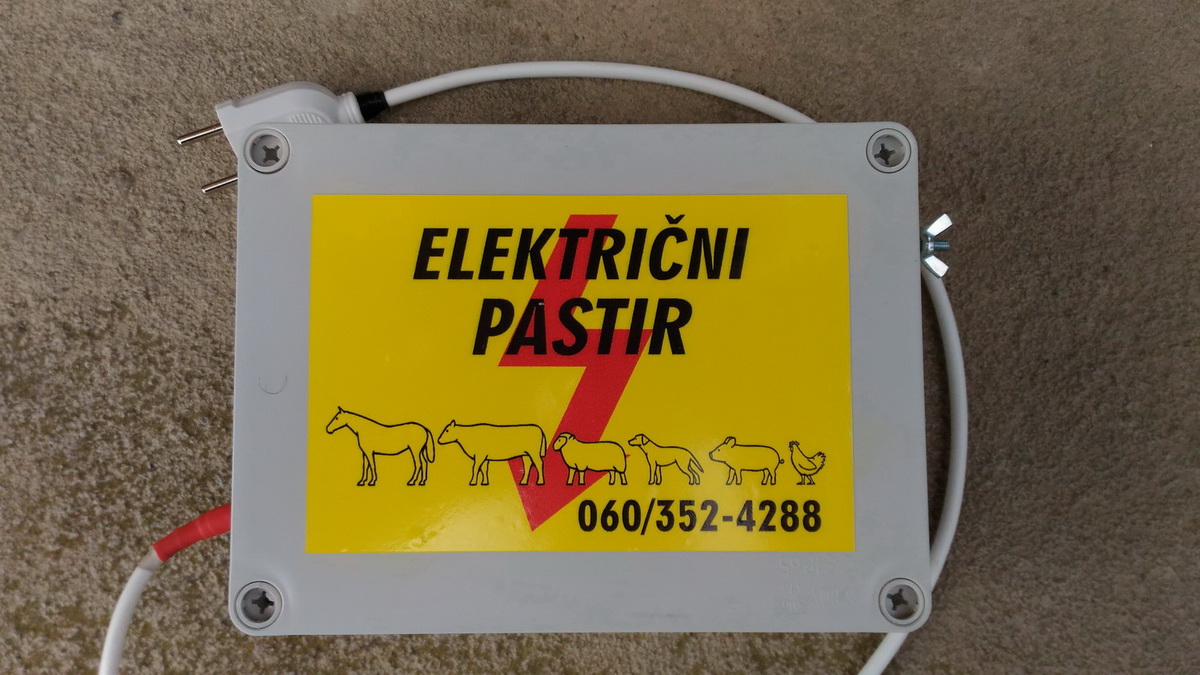 ELEKTRIČNI
PASTIR
060/352-4288